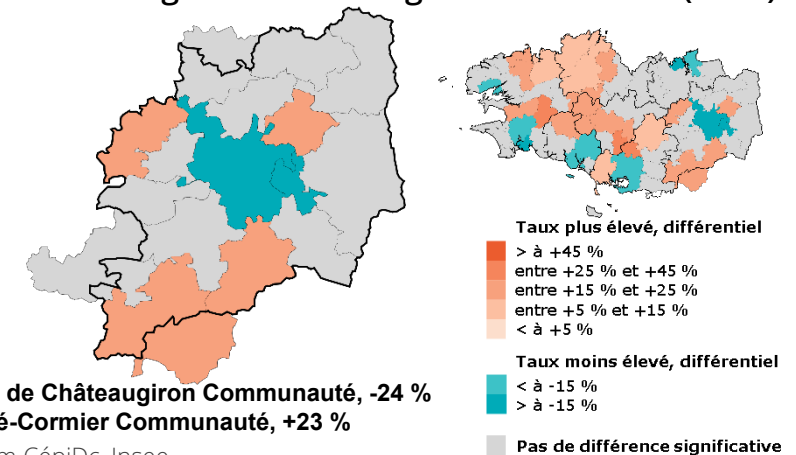 de Châteaugiron Communauté, -24 %
é-Cormier Communauté, +23 %
Taux plus élevé, différentiel
> à +45 %
entre +25 % et +45 %
entre +15 % et +25 %
entre +5 % et +15 %
< à +5 %
Taux moins élevé, différentiel
< à -15 %
> à -15 %
Pas de différence significative